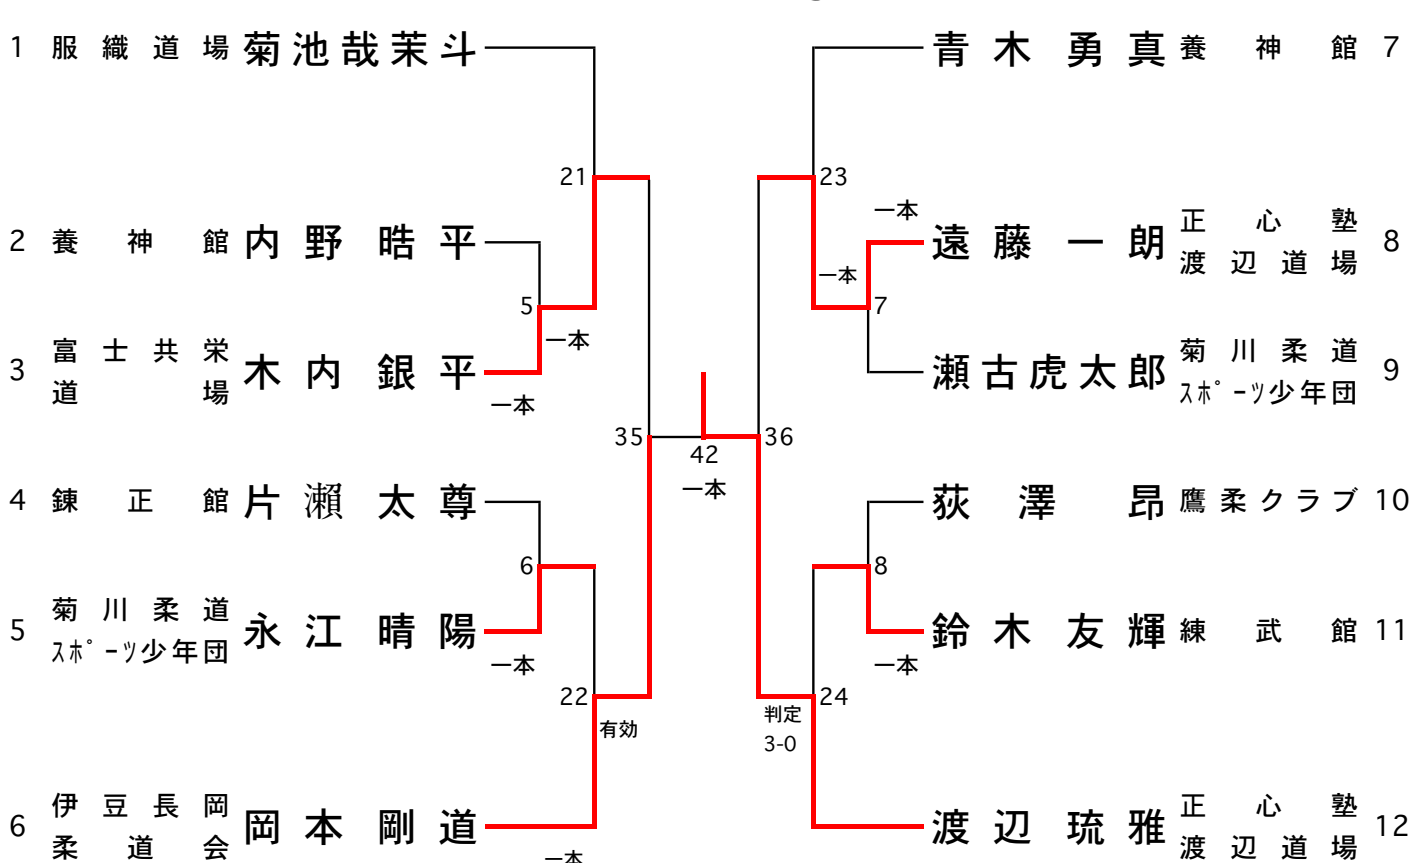 1 服織道場 菊池哉茉斗
2 養神館 内野晧平
3 富士共栄
道場 木内銀平
4 錬正館 片瀬太尊
5 菊川柔道
スポーツ少年団 永江晴陽
6 伊豆長岡
柔道会 岡本剛道
21
5
一本
一本
35
6
一本
22
有効
一本
42
一本
23
一本
一本
7
36
8
一本
24
判定
3-0
青木勇真 養神館 7
遠藤一朗 正心塾
渡辺道場 8
瀬古虎太郎 菊川柔道
スポーツ少年団 9
荻澤昂 鷹柔クラブ 10
鈴木友輝 練武館 11
渡辺琉雅 正心塾
渡辺道場 12